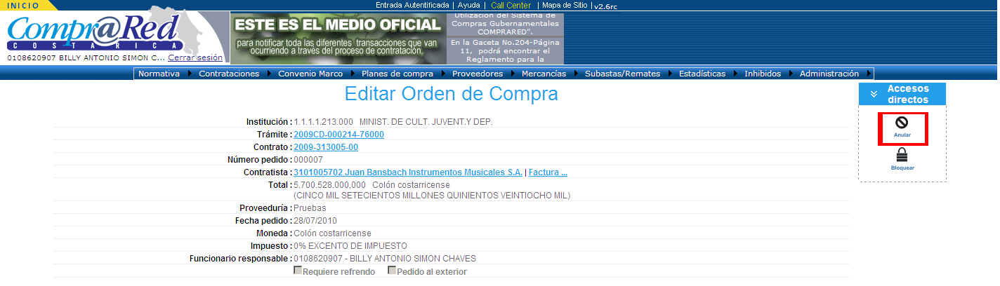 INICIO
Entrada Autentificada | Ayuda | Call Center | Mapa de Sitio | v2.6rc
Compr@Red
COSTA RICA
0108620907 BILLY ANTONIO SIMON C... Cerrar sesión
ESTE ES EL MEDIO OFICIAL
para notificar toda las diferentes transacciones que van
ocurriendo a través del proceso de contratación,
Utilización del Sistema de
Compras Gubernamentales
COMPRARED".
En la Gaceta No.204-Página
11, podrá encontrar el
Reglamento para la
Normativa Contrataciones Convenio Marco Planes de compra Proveedores Mercancías Subastas/Remates Estadísticas Inhibidos Administración
Editar Orden de Compra
Institución : 1.1.1.1.213.000 MINIST. DE CULT. JUVENT.Y DEP.
Trámite : 2009CD-000214-76000
Contrato : 2009-313005-00
Número pedido : 000007
Contratista : 3101005702 Juan Bansbach Instrumentos Musicales S.A. | Factura ...
Total : 5.700.528.000,000 Colón costarricense
(CINCO MIL SETECIENTOS MILLONES QUINIENTOS VEINTIOCHO MIL)
Proveeduría : Pruebas
Fecha pedido : 28/07/2010
Moneda : Colón costarricense
Impuesto : 0% EXCENTO DE IMPUESTO
Funcionario responsable : 0108620907 - BILLY ANTONIO SIMON CHAVES
Requiere refrendo Pedido al exterior
Accesos
directos
Anular
Bloquear